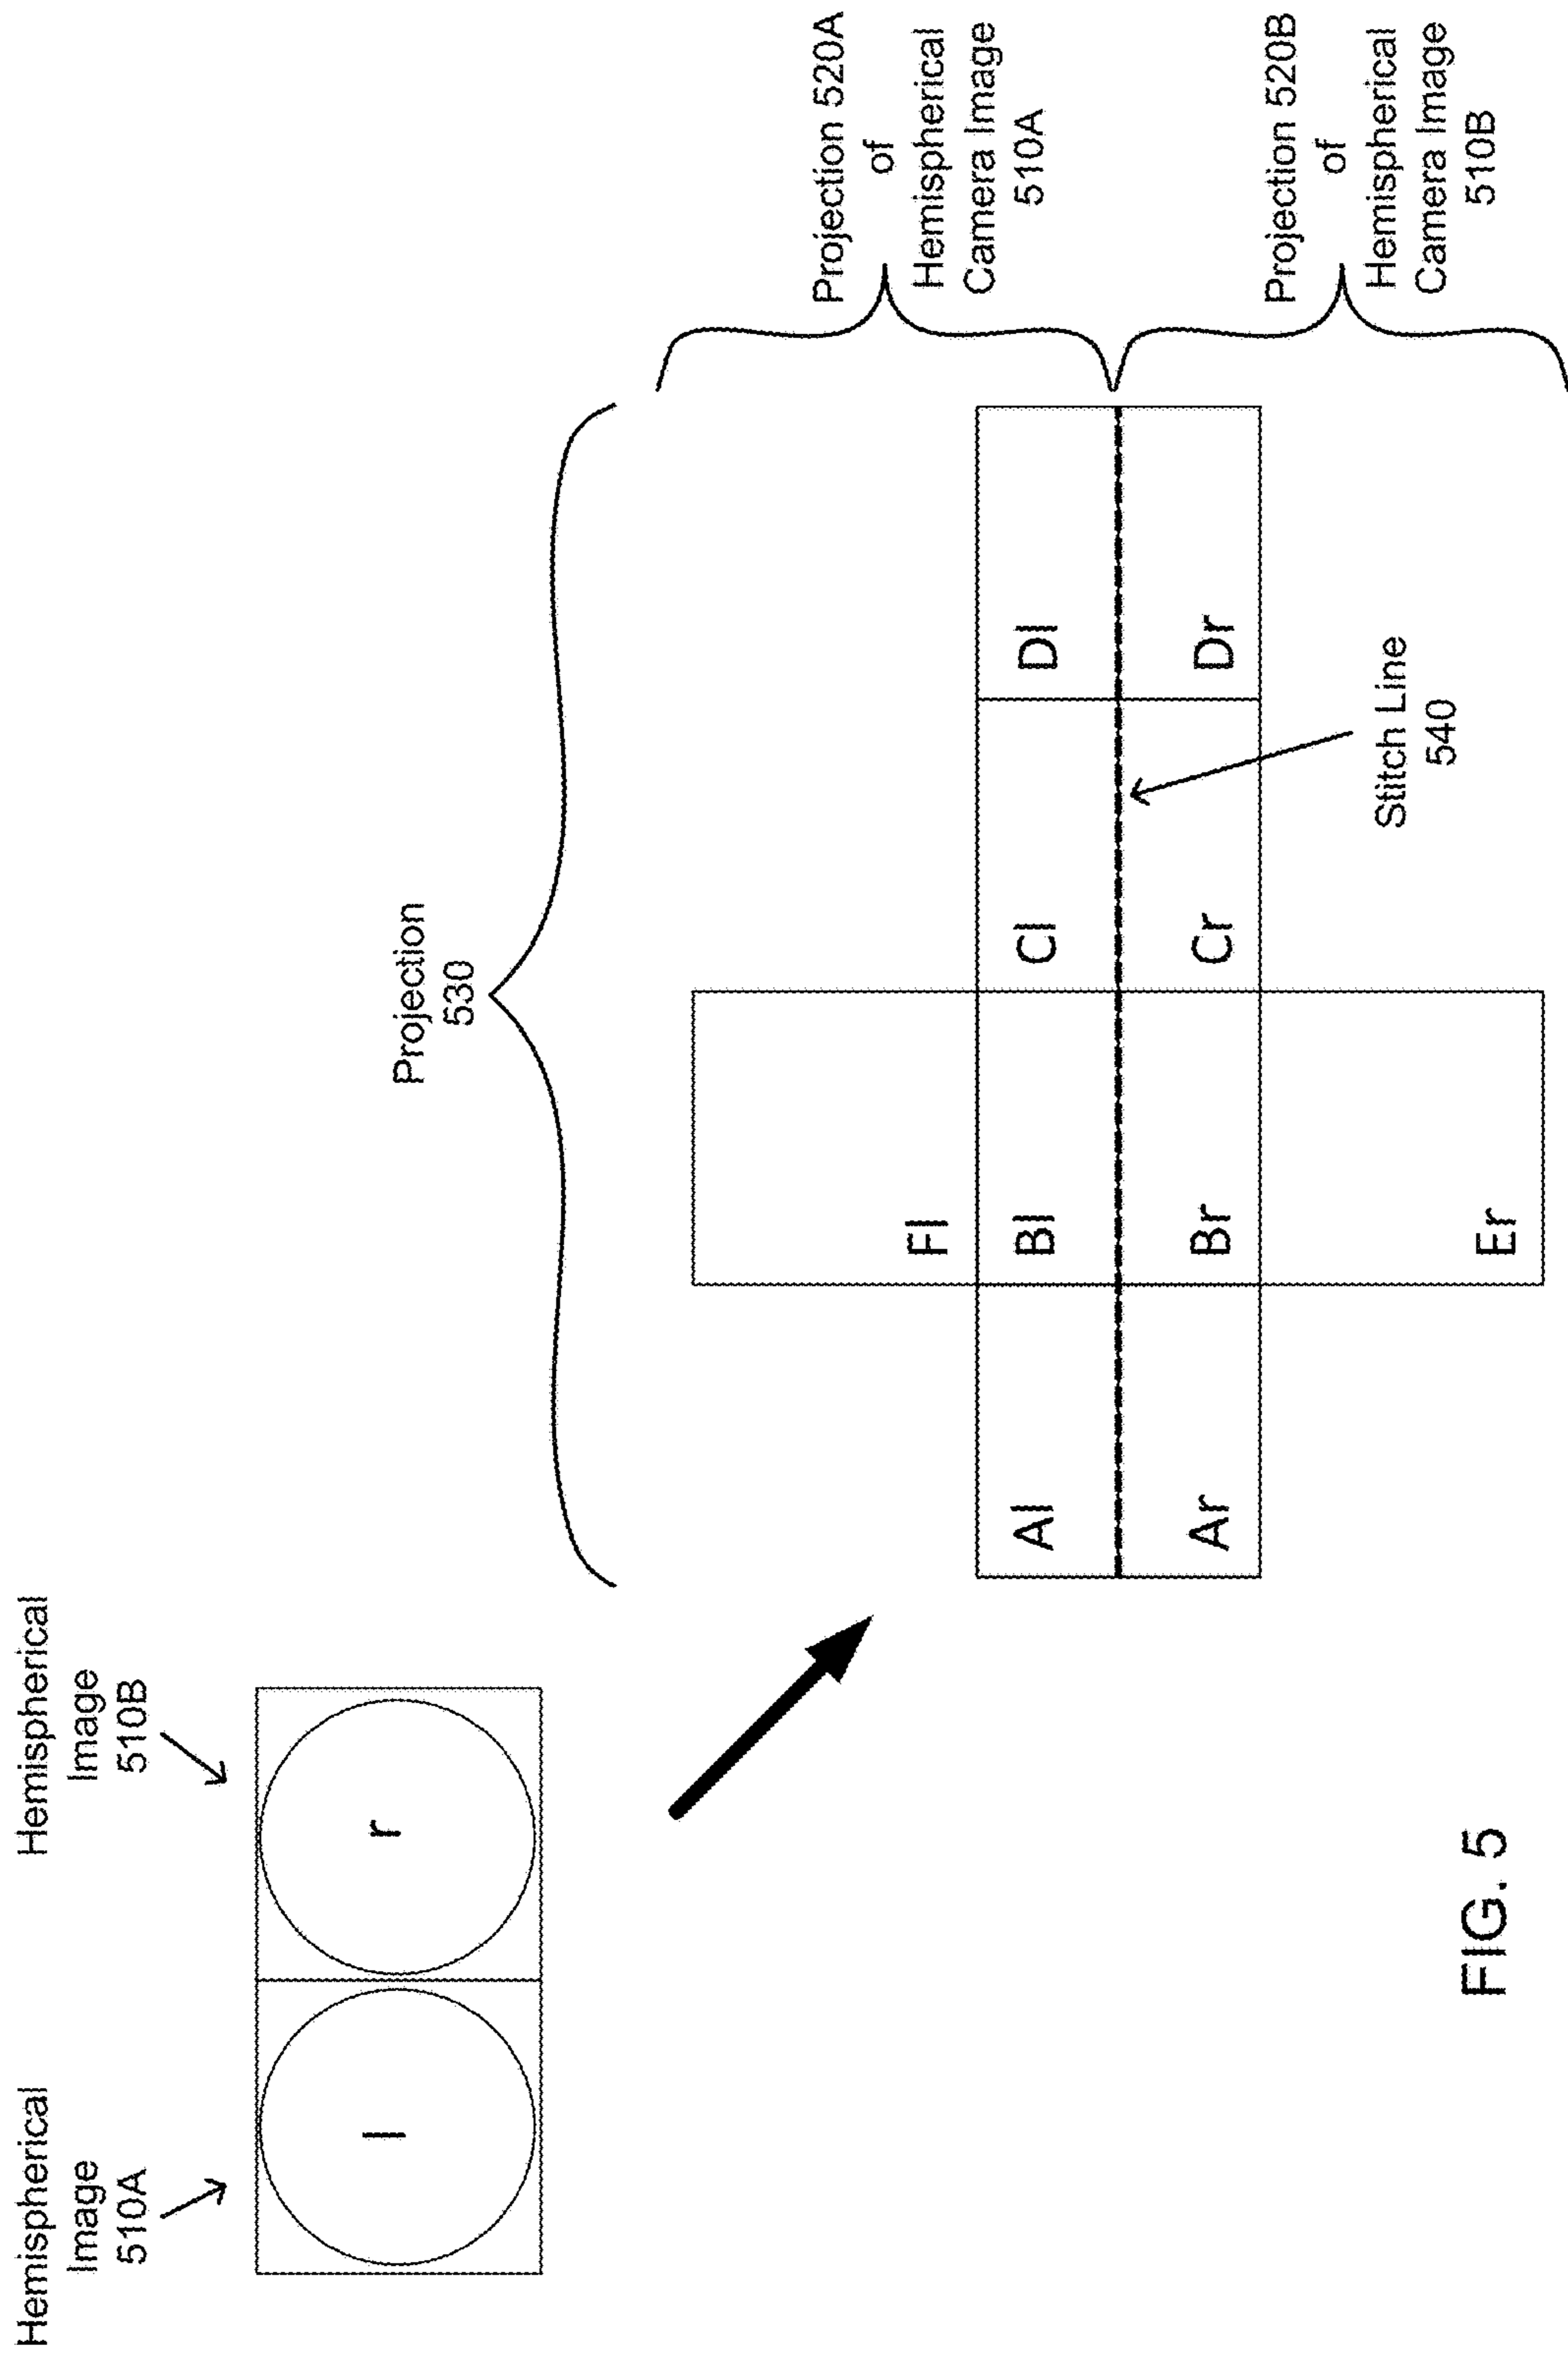 Hemispherical
Image
510A
Hemispherical
Image
510B
l
r
Projection
530
Projection 520A
of
Hemispherical
Camera Image
510A
Projection 520B
of
Hemispherical
Camera Image
510B
Fl
Al
Bl
Cl
Dl
Ar
Br
Cr
Dr
Er
Stitch Line
540
FIG. 5